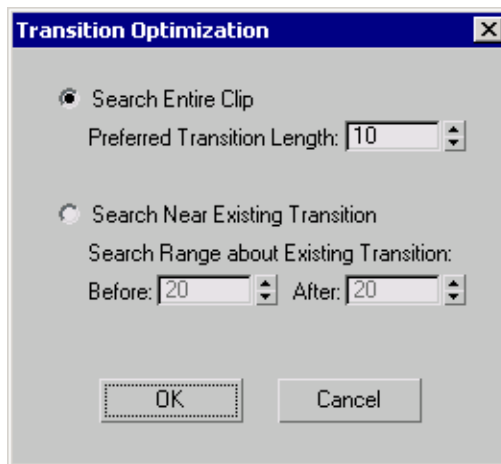 Transition Optimization
Search Entire Clip
Preferred Transition Length: 10
Search Near Existing Transition
Search Range about Existing Transition:
Before: 20 After: 20
OK Cancel